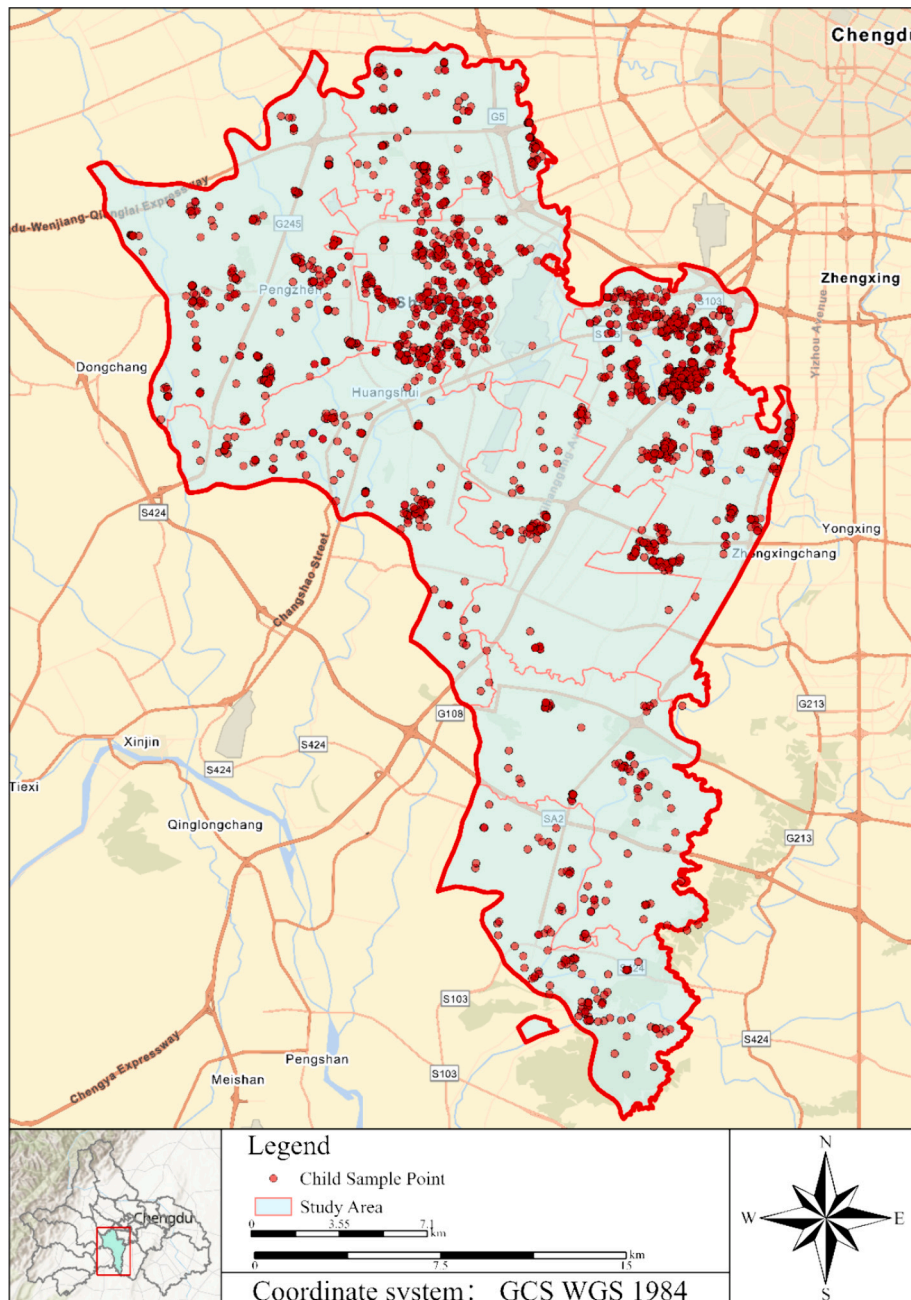 Chengdu
G5
du-Wenjiang-Qionglai Expressway
G245
Zhengxing
Pengzhen
S103
Yizhou Avenue
Dongchang
Huangshui
S424
Yongxing
Zhongxingchang
Changshao Street
G108
G213
Xinjin
S424
S424
Tiexi
Qinglongchang
SA2
G213
S103
S424
Chengya Expressway
Pengshan
S103
Meishan
Legend
Child Sample Point
Study Area
0 3.55 7.1
km
0 7.5 15
km
Coordinate system: GCS WGS 1984
Chengdu
N
W E
S